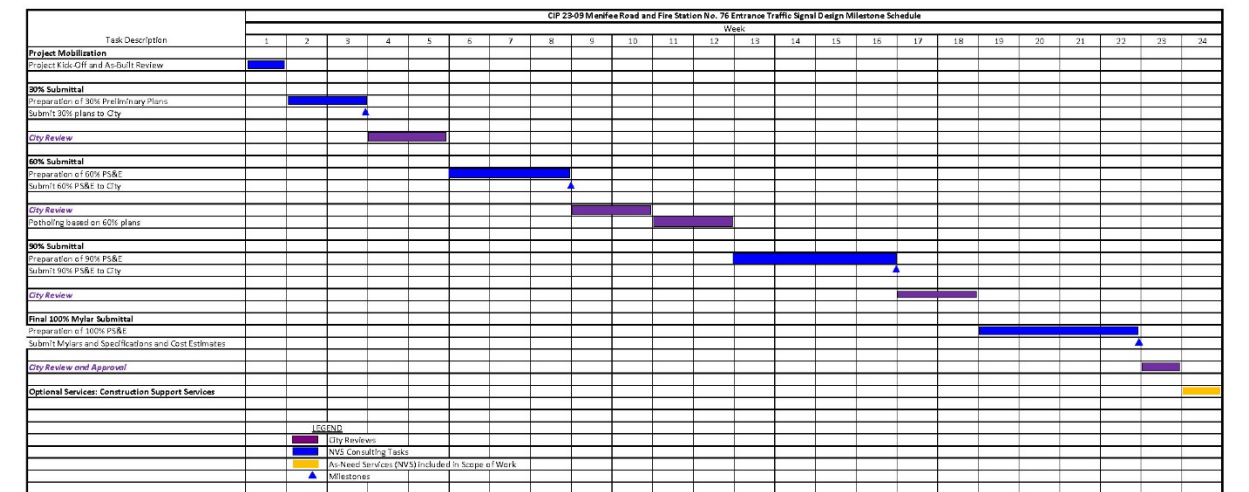 CIP 23-09 Menifee Road and Fire Station No. 76 Entrance Traffic Signal Design Milestone Schedule
Week
Task Description 1 2 3 4 5 6 7 8 9 10 11 12 13 14 15 16 17 18 19 20 21 22 23 24
Project Mobilization
Project Kick-Off and As-Built Review
30% Submittal
Preparation of 30% Preliminary Plans
Submit 30% plans to City
City Review
60% Submittal
Preparation of 60% PS&E
Submit 60% PS&E to City
City Review
Potholing based on 60% plans
90% Submittal
Preparation of 90% PS&E
Submit 90% PS&E to City
City Review
Final 100% Mylar Submittal
Preparation of 100% PS&E
Submit Mylars and Specifications and Cost Estimates
City Review and Approval
Optional Services: Construction Support Services
LEGEND
City Reviews
NV5 Consulting Tasks
As-Need Services (NV5) included in Scope of Work
Milestones